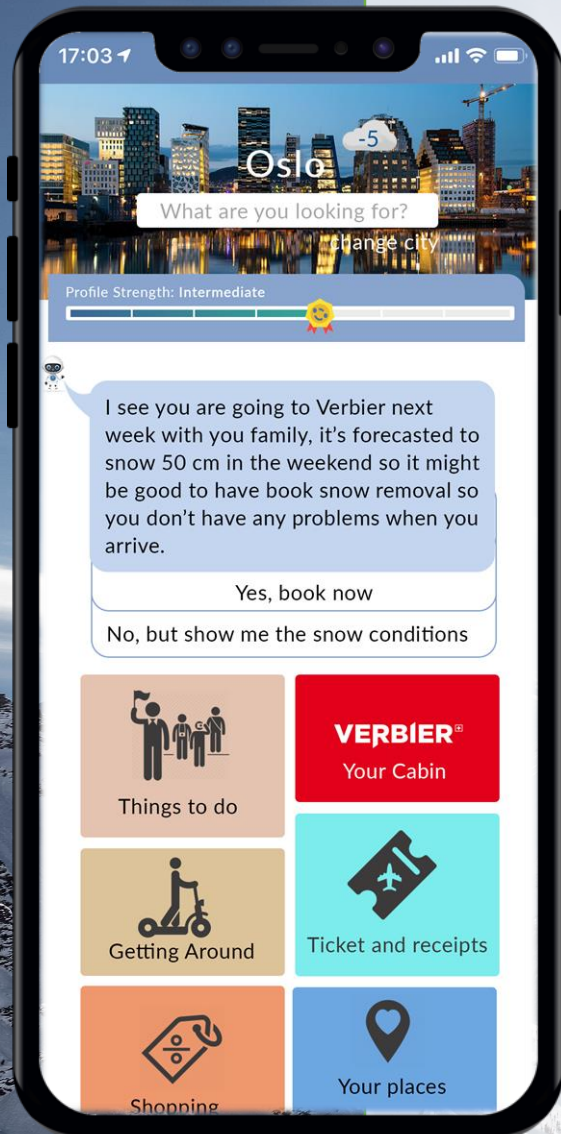 17:03
-5
Oslo
What are you looking for?
change city
Profile Strength: Intermediate
I see you are going to Verbier next
week with you family, it's forecasted to
snow 50 cm in the weekend so it might
be good to have book snow removal so
you don't have any problems when you
arrive.
Yes, book now
No, but show me the snow conditions
Things to do
VERBIER
Your Cabin
Getting Around
Ticket and receipts
Shopping
Your places